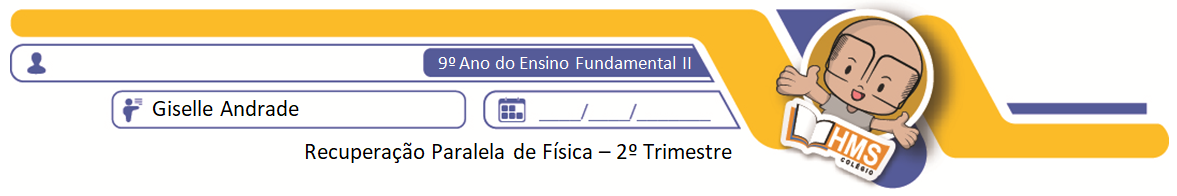 9º Ano do Ensino Fundamental II
Giselle Andrade
____/____/________
Recuperação Paralela de Física – 2º Trimestre
HMS
COLÉGIO